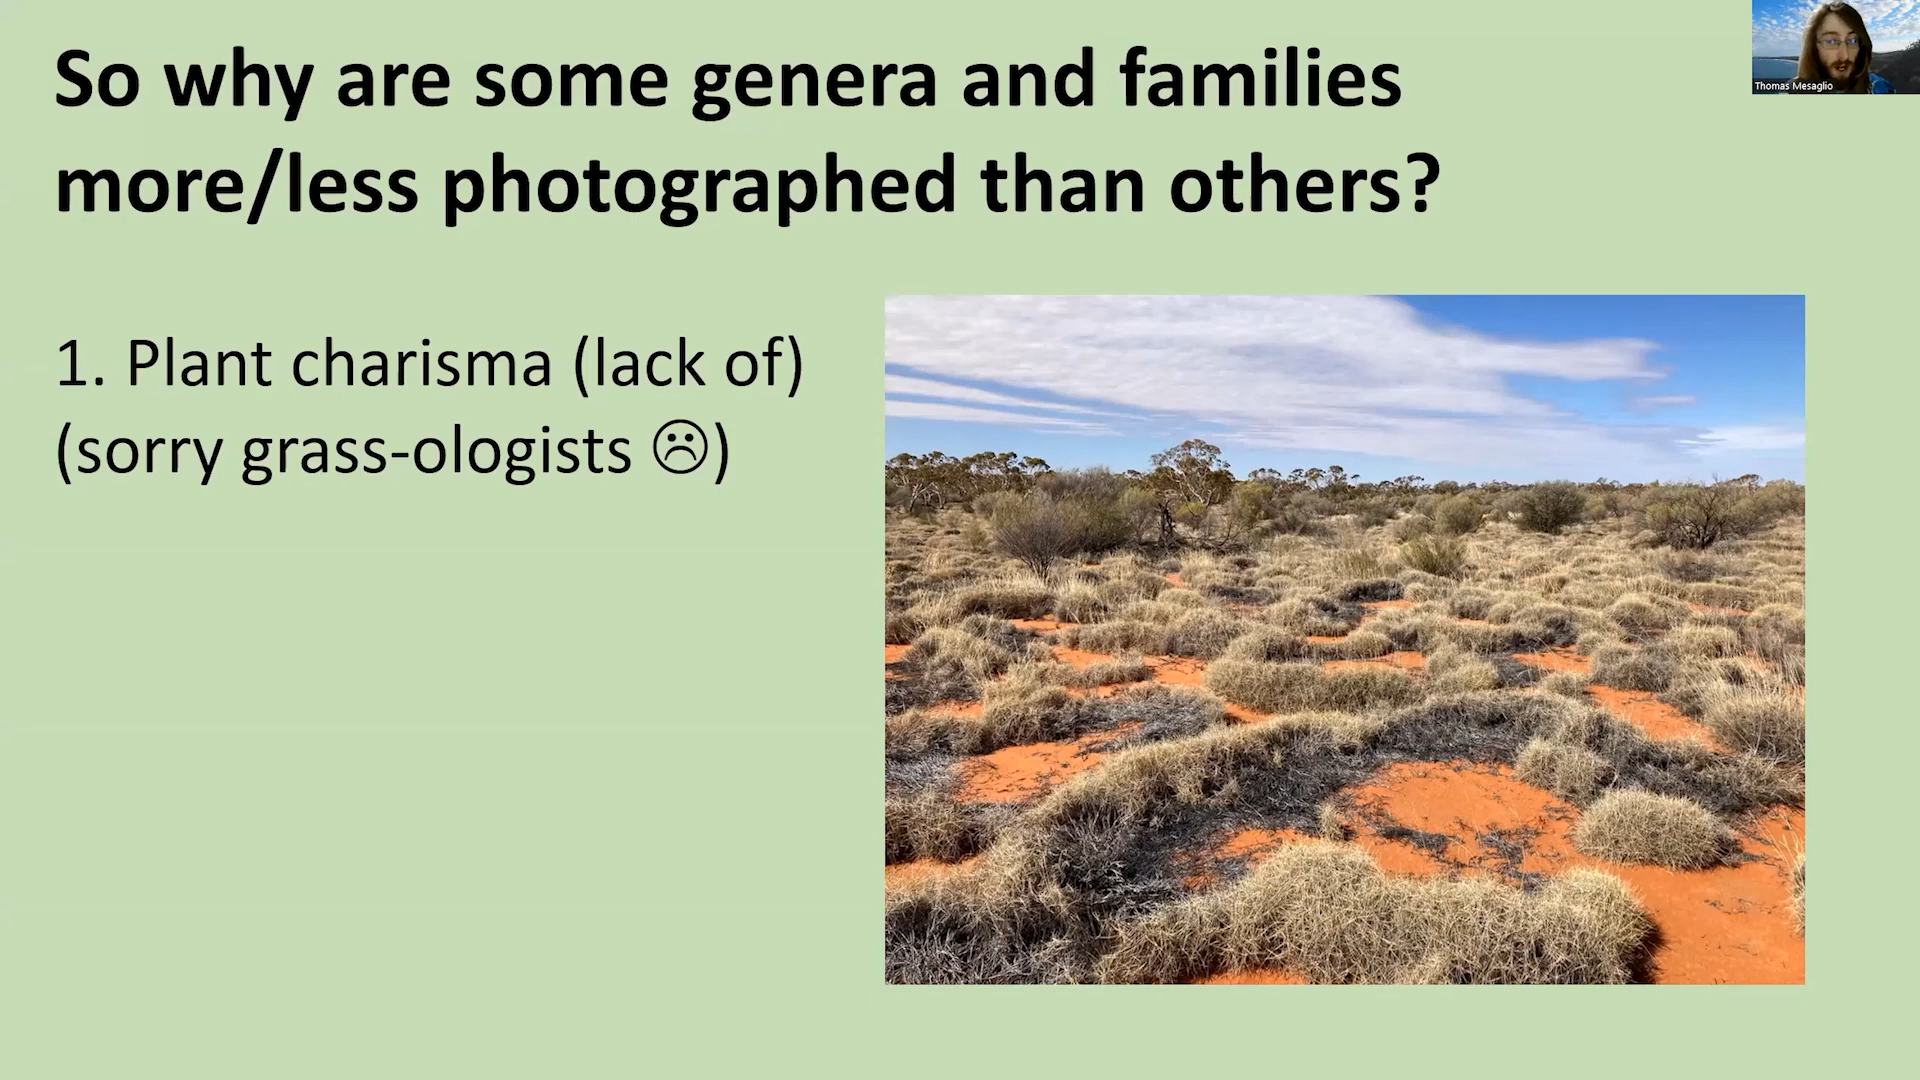 So why are some genera and families
more/less photographed than others?
Thomas Mesaglio
1. Plant charisma (lack of)
(sorry grass-ologists ☹)